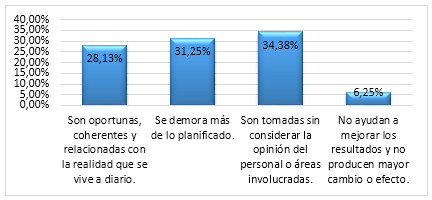 40,00%
35,00%
30,00%
25,00%
20,00%
15,00%
10,00%
5,00%
0,00%
28,13%
31,25%
34,38%
6,25%
Son oportunas,
coherentes y
relacionadas con
la realidad que se
vive a diario.
Se demora más
de lo planificado.
Son tomadas sin
considerar la
opinión del
personal o áreas
involucradas.
No ayudan a
mejorar los
resultados y no
producen mayor
cambio o efecto.